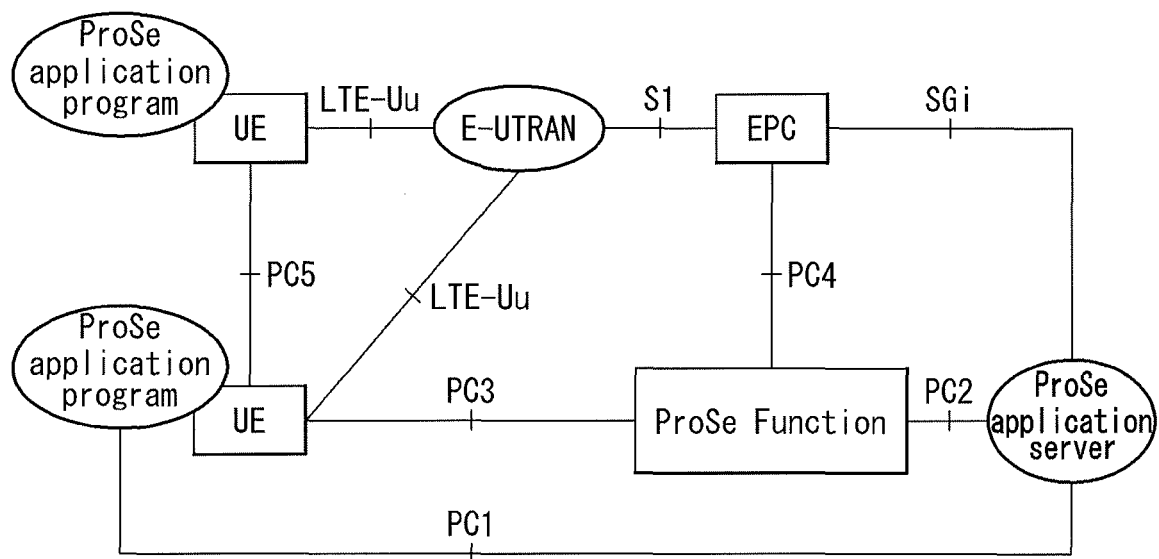 ProSe
application
program
UE
LTE-Uu
E-UTRAN
S1
EPC
SGi
PC5
LTE-Uu
PC4
ProSe
application
program
UE
PC3
ProSe Function
PC2
ProSe
application
server
PC1